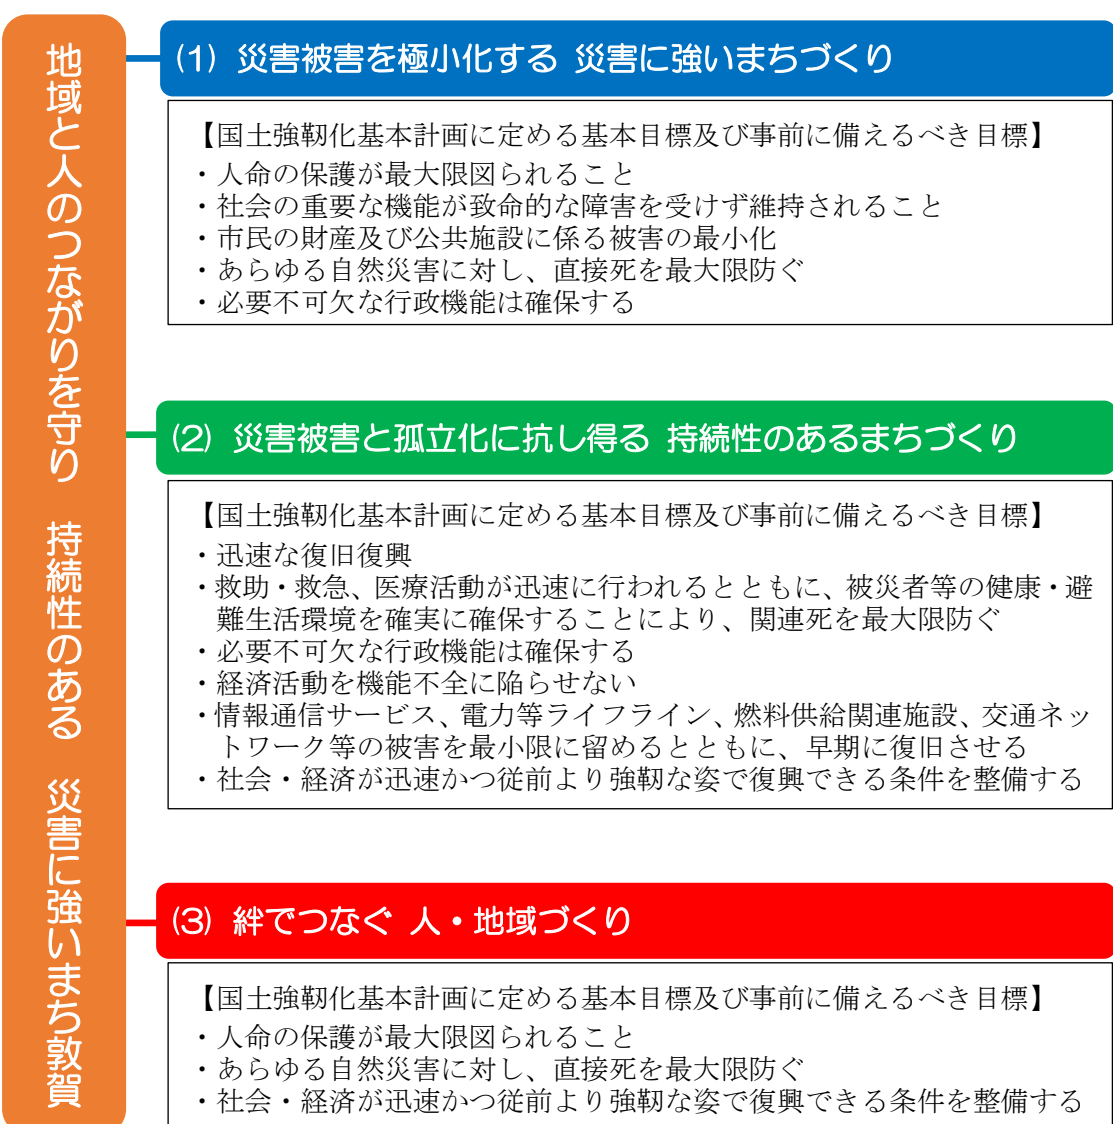 地域と人のつながりを守り 持続性のある 災害に強いまち敦賀
(1) 災害被害を極小化する 災害に強いまちづくり
【国土強靱化基本計画に定める基本目標及び事前に備えるべき目標】
・人命の保護が最大限図られること
・社会の重要な機能が致命的な障害を受けず維持されること
・市民の財産及び公共施設に係る被害の最小化
・あらゆる自然災害に対し、直接死を最大限防ぐ
・必要不可欠な行政機能は確保する
(2) 災害被害と孤立化に抗し得る 持続性のあるまちづくり
【国土強靱化基本計画に定める基本目標及び事前に備えるべき目標】
・迅速な復旧復興
・救助・救急、医療活動が迅速に行われるとともに、被災者等の健康・避
難生活環境を確実に確保することにより、関連死を最大限防ぐ
・必要不可欠な行政機能は確保する
・経済活動を機能不全に陥らせない
・情報通信サービス、電力等ライフライン、燃料供給関連施設、交通ネッ
トワーク等の被害を最小限に留めるとともに、早期に復旧させる
・社会・経済が迅速かつ従前より強靱な姿で復興できる条件を整備する
(3) 絆でつなぐ 人・地域づくり
【国土強靱化基本計画に定める基本目標及び事前に備えるべき目標】
・人命の保護が最大限図られること
・あらゆる自然災害に対し、直接死を最大限防ぐ
・社会・経済が迅速かつ従前より強靱な姿で復興できる条件を整備する